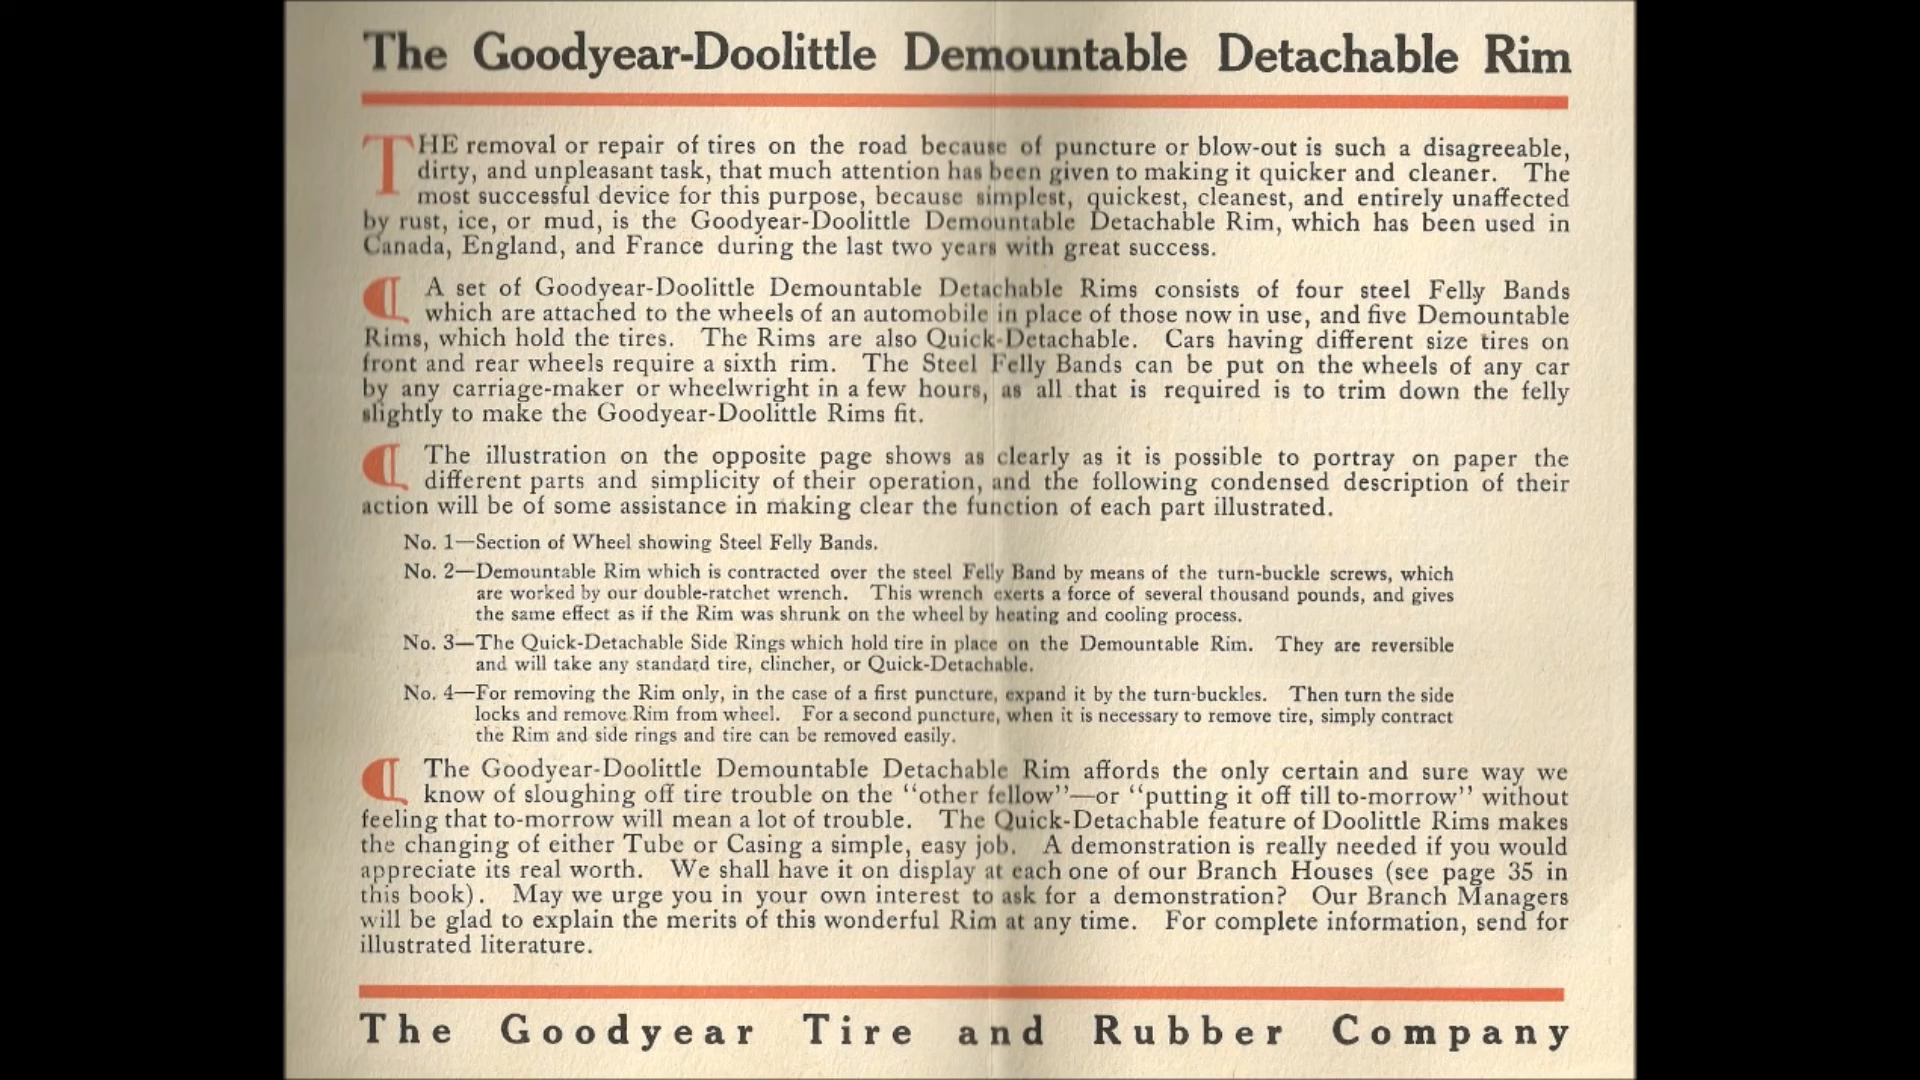 The Goodyear-Doolittle Demountable Detachable Rim
THE removal or repair of tires on the road because of puncture or blow-out is such a disagreeable,
dirty, and unpleasant task, that much attention has been given to making it quicker and cleaner. The
most successful device for this purpose, because simplest, quickest, cleanest, and entirely unaffected
by rust, ice, or mud, is the Goodyear-Doolittle Demountable Detachable Rim, which has been used in
Canada, England, and France during the last two years with great success.
¶ A set of Goodyear-Doolittle Demountable Detachable Rims consists of four steel Felly Bands
which are attached to the wheels of an automobile in place of those now in use, and five Demountable
Rims, which hold the tires. The Rims are also Quick-Detachable. Cars having different size tires on
front and rear wheels require a sixth rim. The Steel Felly Bands can be put on the wheels of any car
by any carriage-maker or wheelwright in a few hours, as all that is required is to trim down the felly
slightly to make the Goodyear-Doolittle Rims fit.
¶ The illustration on the opposite page shows as clearly as it is possible to portray on paper the
different parts and simplicity of their operation, and the following condensed description of their
action will be of some assistance in making clear the function of each part illustrated.
No. 1—Section of Wheel showing Steel Felly Bands.
No. 2—Demountable Rim which is contracted over the steel Felly Band by means of the turn-buckle screws, which
are worked by our double-ratchet wrench. This wrench exerts a force of several thousand pounds, and gives
the same effect as if the Rim was shrunk on the wheel by heating and cooling process.
No. 3—The Quick-Detachable Side Rings which hold tire in place on the Demountable Rim. They are reversible
and will take any standard tire, clincher, or Quick-Detachable.
No. 4—For removing the Rim only, in the case of a first puncture, expand it by the turn-buckles. Then turn the side
locks and remove Rim from wheel. For a second puncture, when it is necessary to remove tire, simply contract
the Rim and side rings and tire can be removed easily.
¶ The Goodyear-Doolittle Demountable Detachable Rim affords the only certain and sure way we
know of sloughing off tire trouble on the "other fellow"—or "putting it off till to-morrow" without
feeling that to-morrow will mean a lot of trouble. The Quick-Detachable feature of Doolittle Rims makes
the changing of either Tube or Casing a simple, easy job. A demonstration is really needed if you would
appreciate its real worth. We shall have it on display at each one of our Branch Houses (see page 35 in
this book). May we urge you in your own interest to ask for a demonstration? Our Branch Managers
will be glad to explain the merits of this wonderful Rim at any time. For complete information, send for
illustrated literature.
The Goodyear Tire and Rubber Company